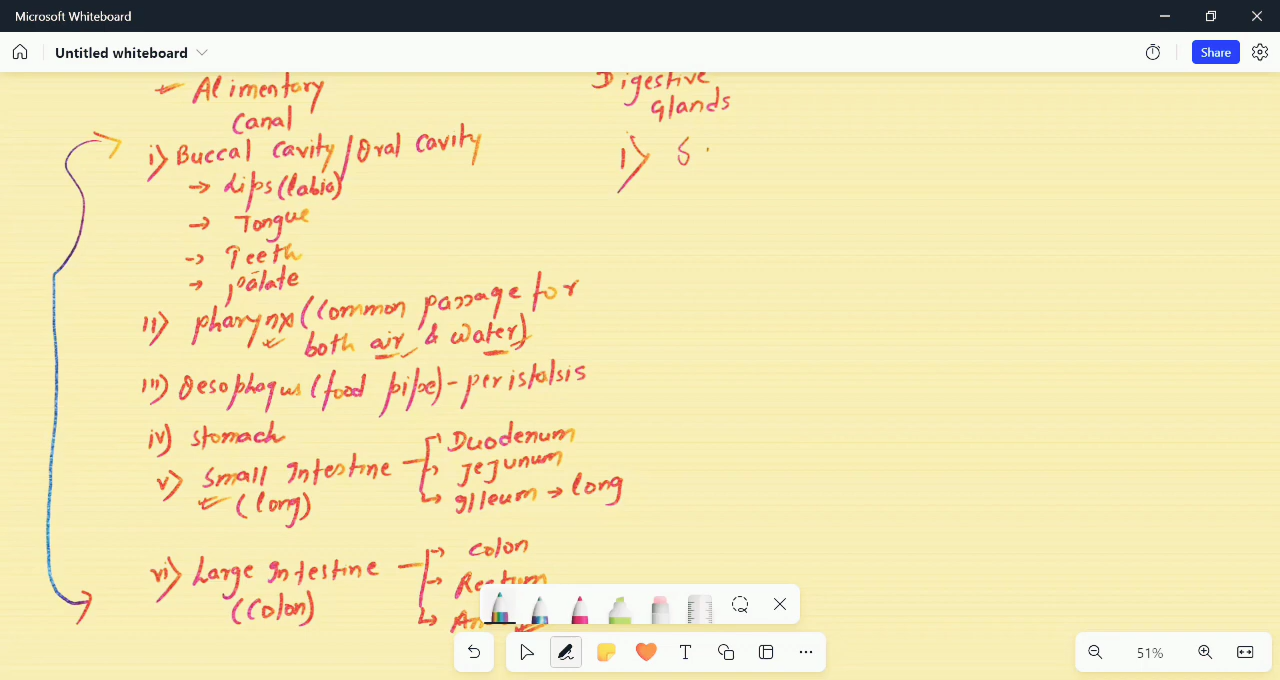 Microsoft Whiteboard
Untitled whiteboard
Share
Alimentary
Canal
i) Buccal Cavity/Oral Cavity
→ Lips (labia)
→ Tongue
→ Teeth
→ palate
ii) pharynx (Common passage for
both air & water)
iii) Oesophagus (food pipe) - peristalsis
iv) Stomach
v) Small Intestine
(long)
→ Duodenum
→ Jejunum
→ Illeum → long
vi) Large Intestine
(Colon)
→ Colon
→ Rectum
Digestive
glands
i) S
51%